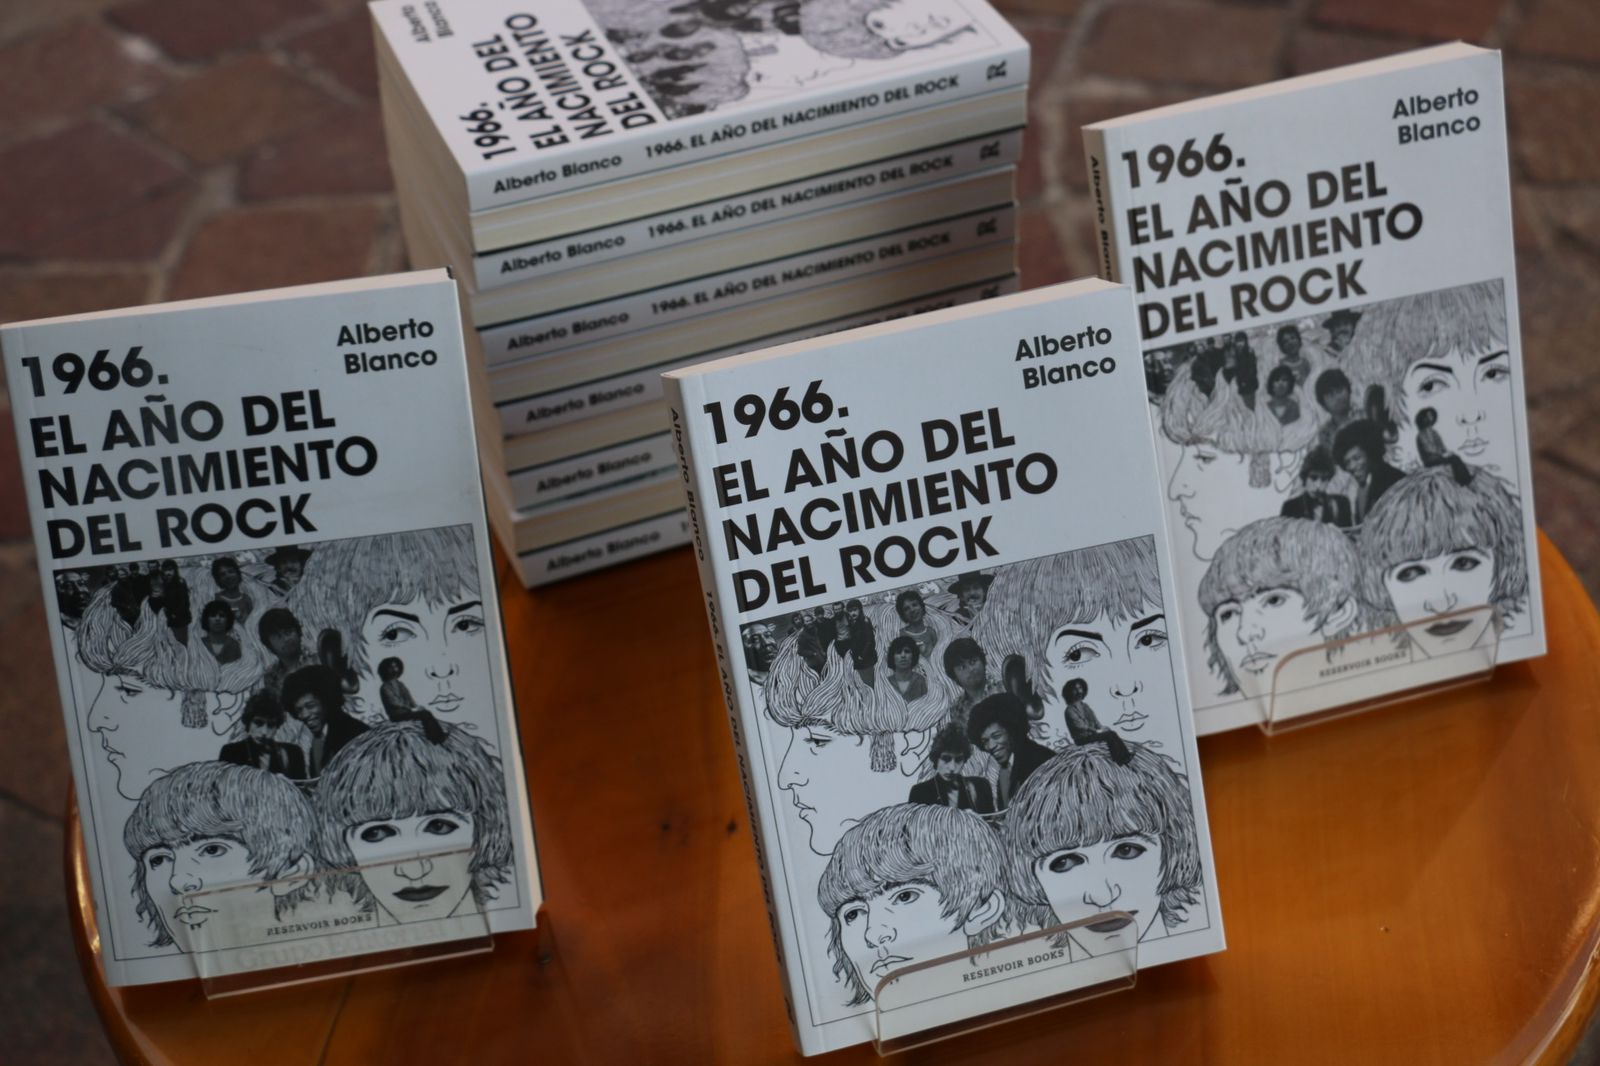 Alberto
Blanco
1966.
EL AÑO DEL
NACIMIENTO
DEL ROCK
Alberto Blanco 1966. EL AÑO DEL NACIMIENTO DEL ROCK R
Alberto Blanco 1966. EL AÑO DEL NACIMIENTO DEL ROCK R
Alberto Blanco 1966. EL AÑO DEL NACIMIENTO DEL ROCK R
Alberto Blanco
Alberto Blanco
Alberto Blanco
Alberto
Blanco
1966.
EL AÑO DEL
NACIMIENTO
DEL ROCK
RESERVOIR BOOKS
Grupo Editorial
Alberto
Blanco
1966.
EL AÑO DEL
NACIMIENTO
DEL ROCK
RESERVOIR BOOKS
Alberto Blanco 1966. EL AÑO DEL NACIMIENTO DEL ROCK
Alberto
Blanco
1966.
EL AÑO DEL
NACIMIENTO
DEL ROCK
RESERVOIR BOOKS